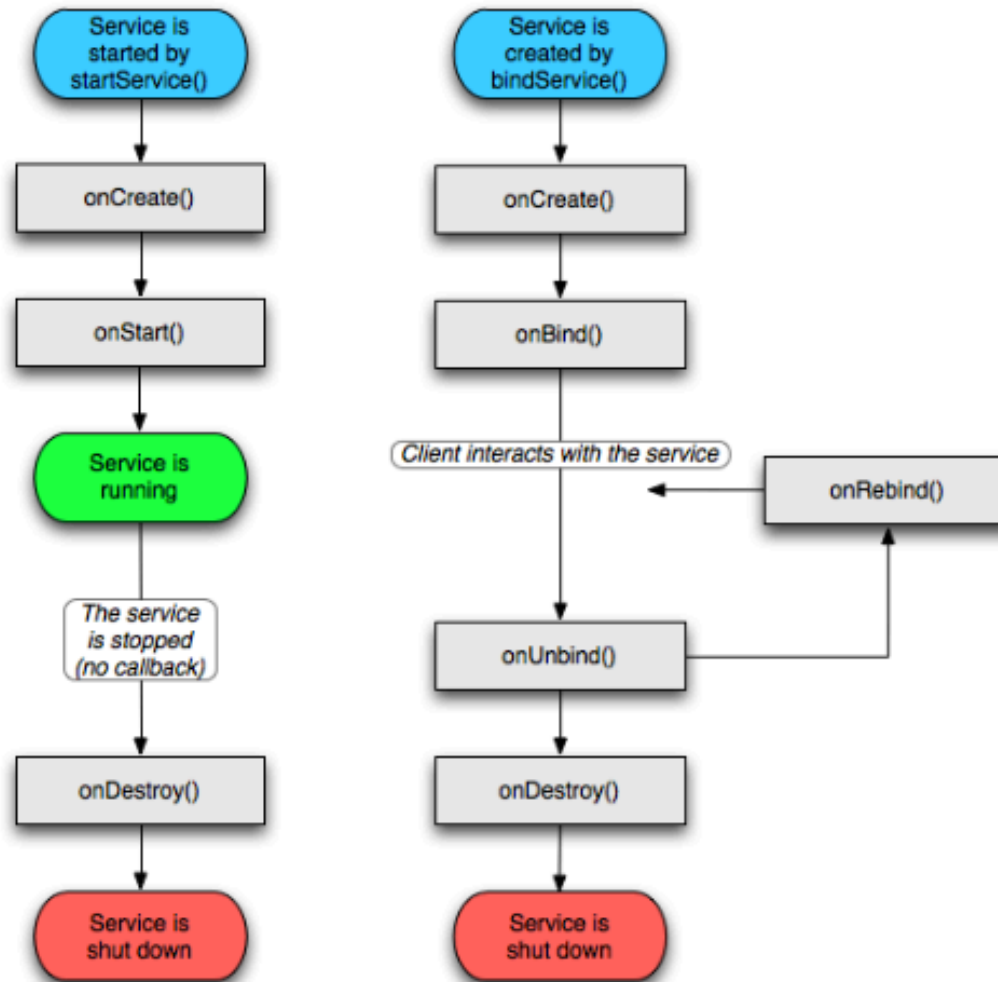 Service is
started by
startService()
onCreate()
onStart()
Service is
running
The service
is stopped
(no callback)
onDestroy()
Service is
shut down
Service is
created by
bindService()
onCreate()
onBind()
Client interacts with the service
onRebind()
onUnbind()
onDestroy()
Service is
shut down